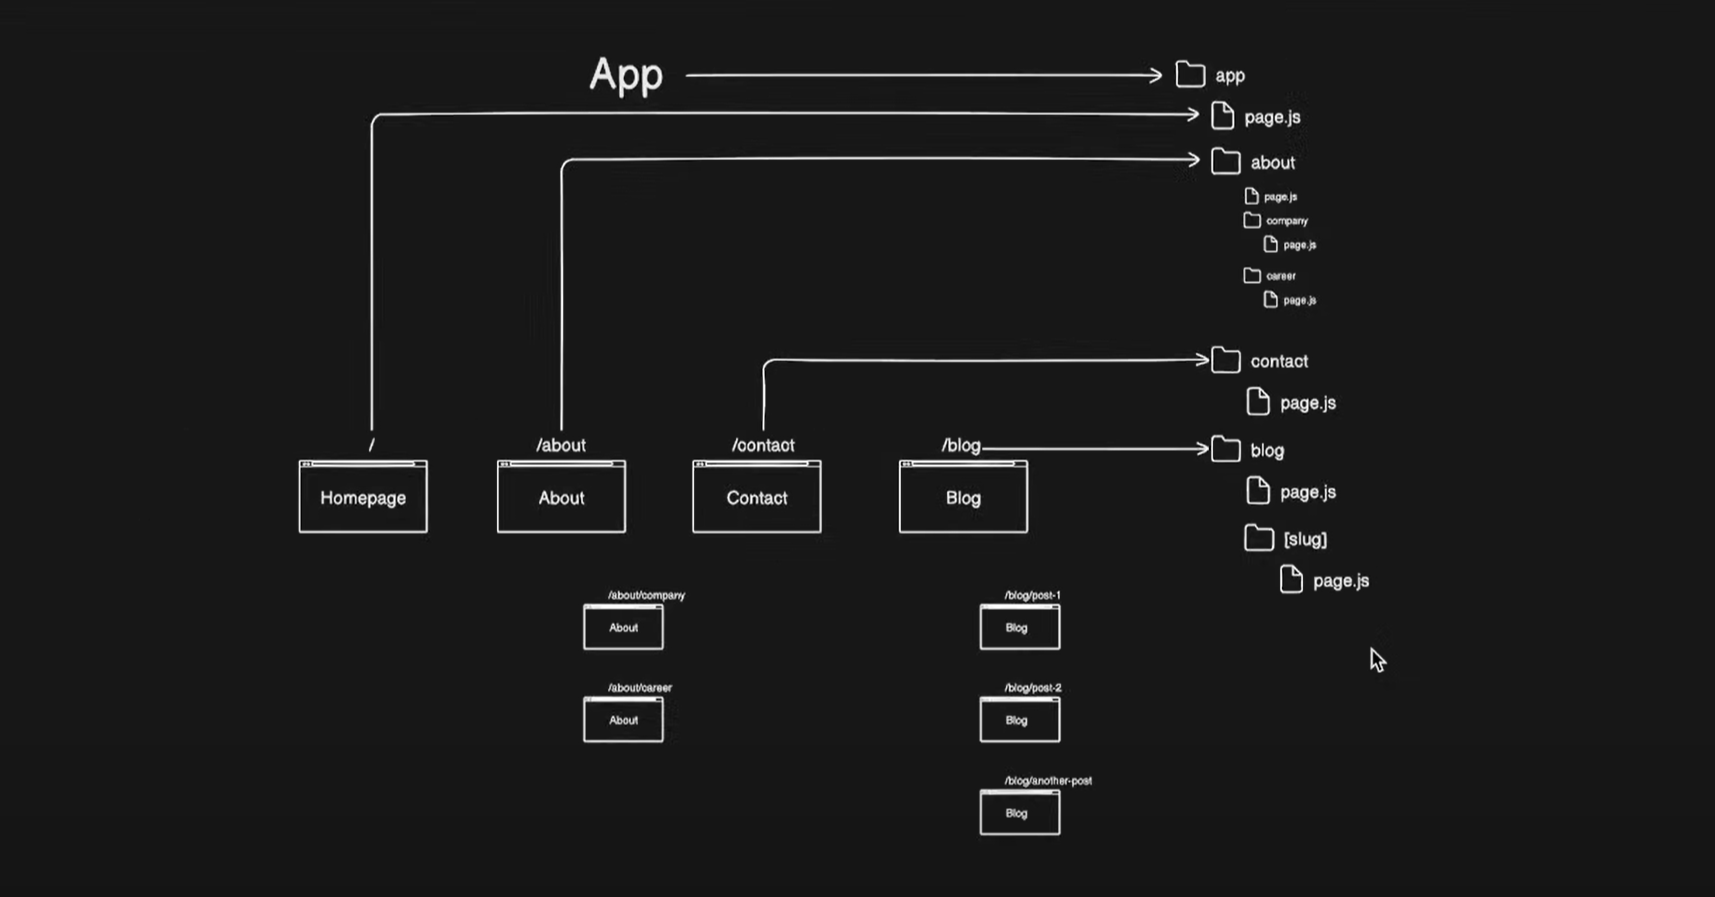 App
app
page.js
about
page.js
company
page.js
career
page.js
contact
page.js
/
/about
/contact
/blog
blog
Homepage
About
Contact
Blog
page.js
[slug]
page.js
/about/company
About
/about/career
About
/blog/post-1
Blog
/blog/post-2
Blog
/blog/another-post
Blog